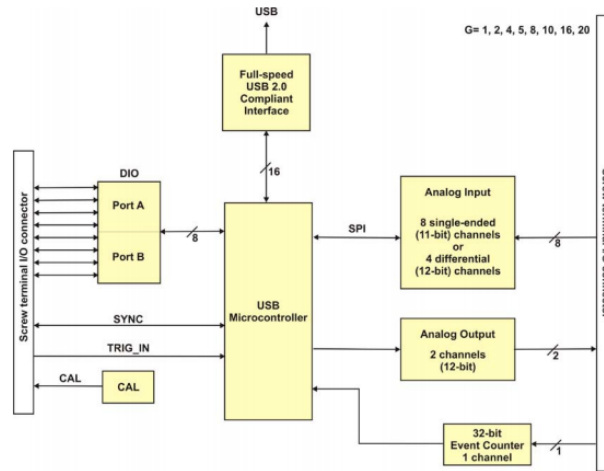 USB
G= 1, 2, 4, 5, 8, 10, 16, 20
Full-speed
USB 2.0
Compliant
Interface
16
DIO
Port A
Port B
8
Screw terminal I/O connector
SYNC
TRIG_IN
CAL
CAL
USB
Microcontroller
SPI
Analog Input
8 single-ended
(11-bit) channels
or
4 differential
(12-bit) channels
8
Analog Output
2 channels
(12-bit)
2
32-bit
Event Counter
1 channel
1